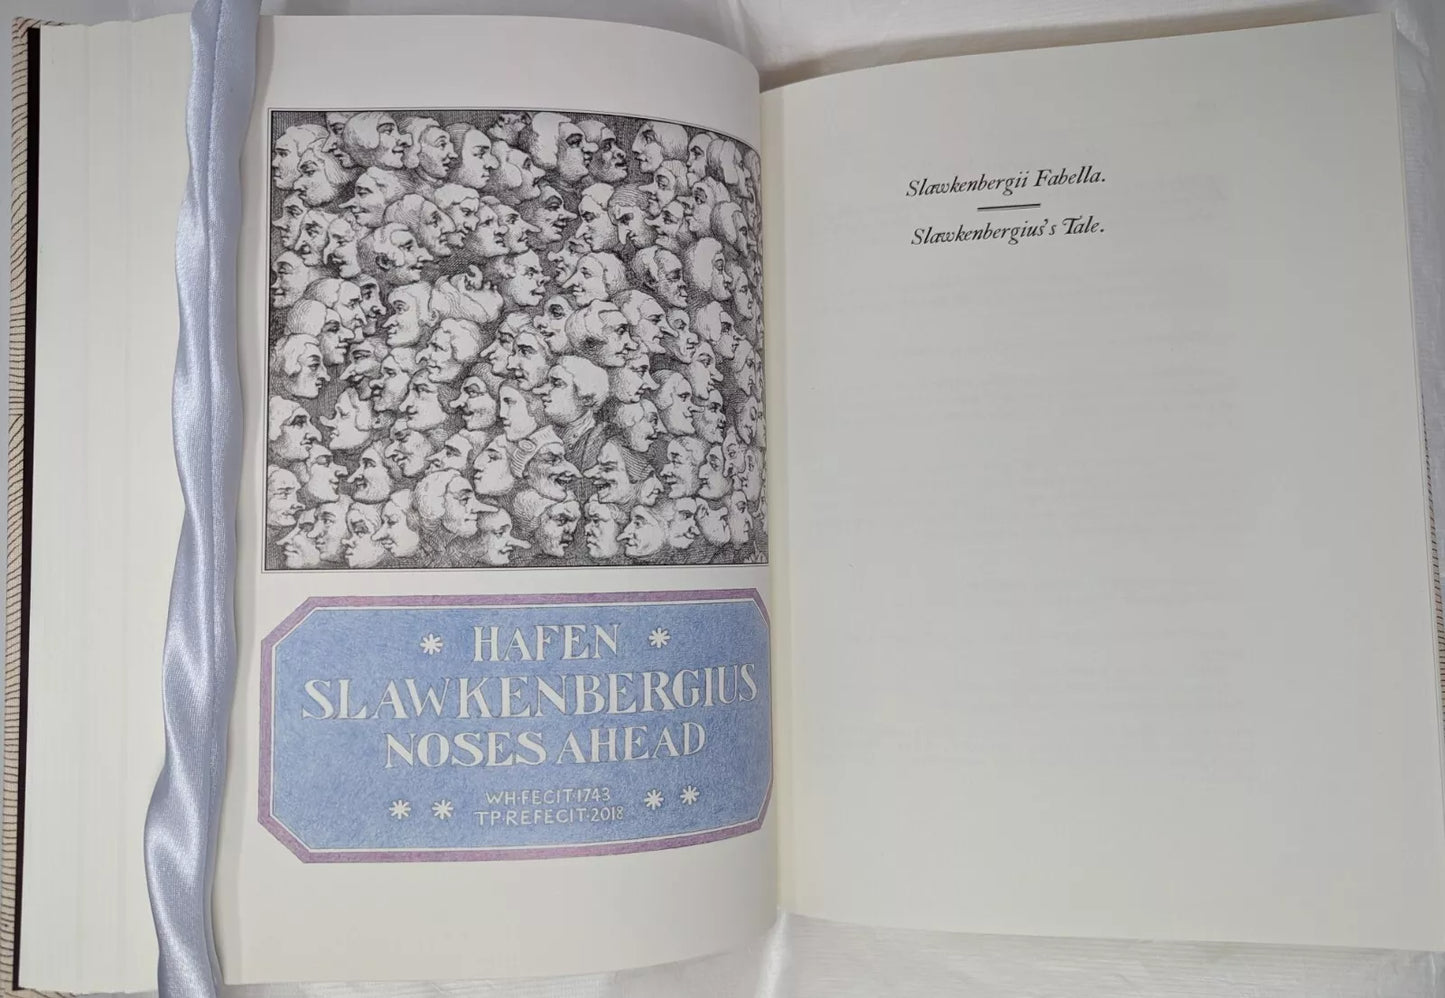 * HAFEN *
SLAWKENBERGIUS
NOSES AHEAD
* * WH·FECIT·1743 * *
TP·REFECIT·2018
Slawkenbergii Fabella.
Slawkenbergius's Tale.